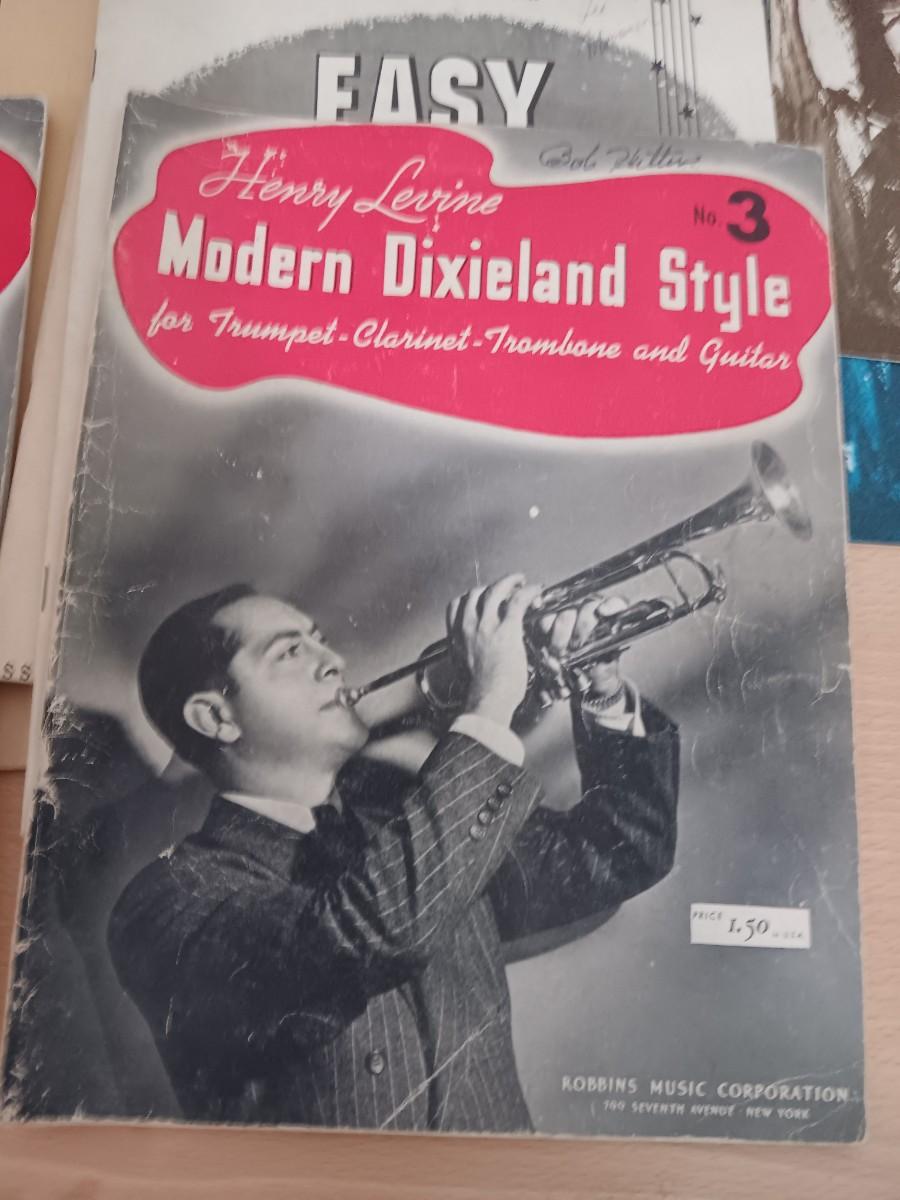 EASY
Bob
Henry Levine
No. 3
Modern Dixieland Style
for Trumpet-Clarinet-Trombone and Guitar
PRICE 1.50 IN U.S.A.
ROBBINS MUSIC CORPORATION
799 SEVENTH AVENUE · NEW YORK